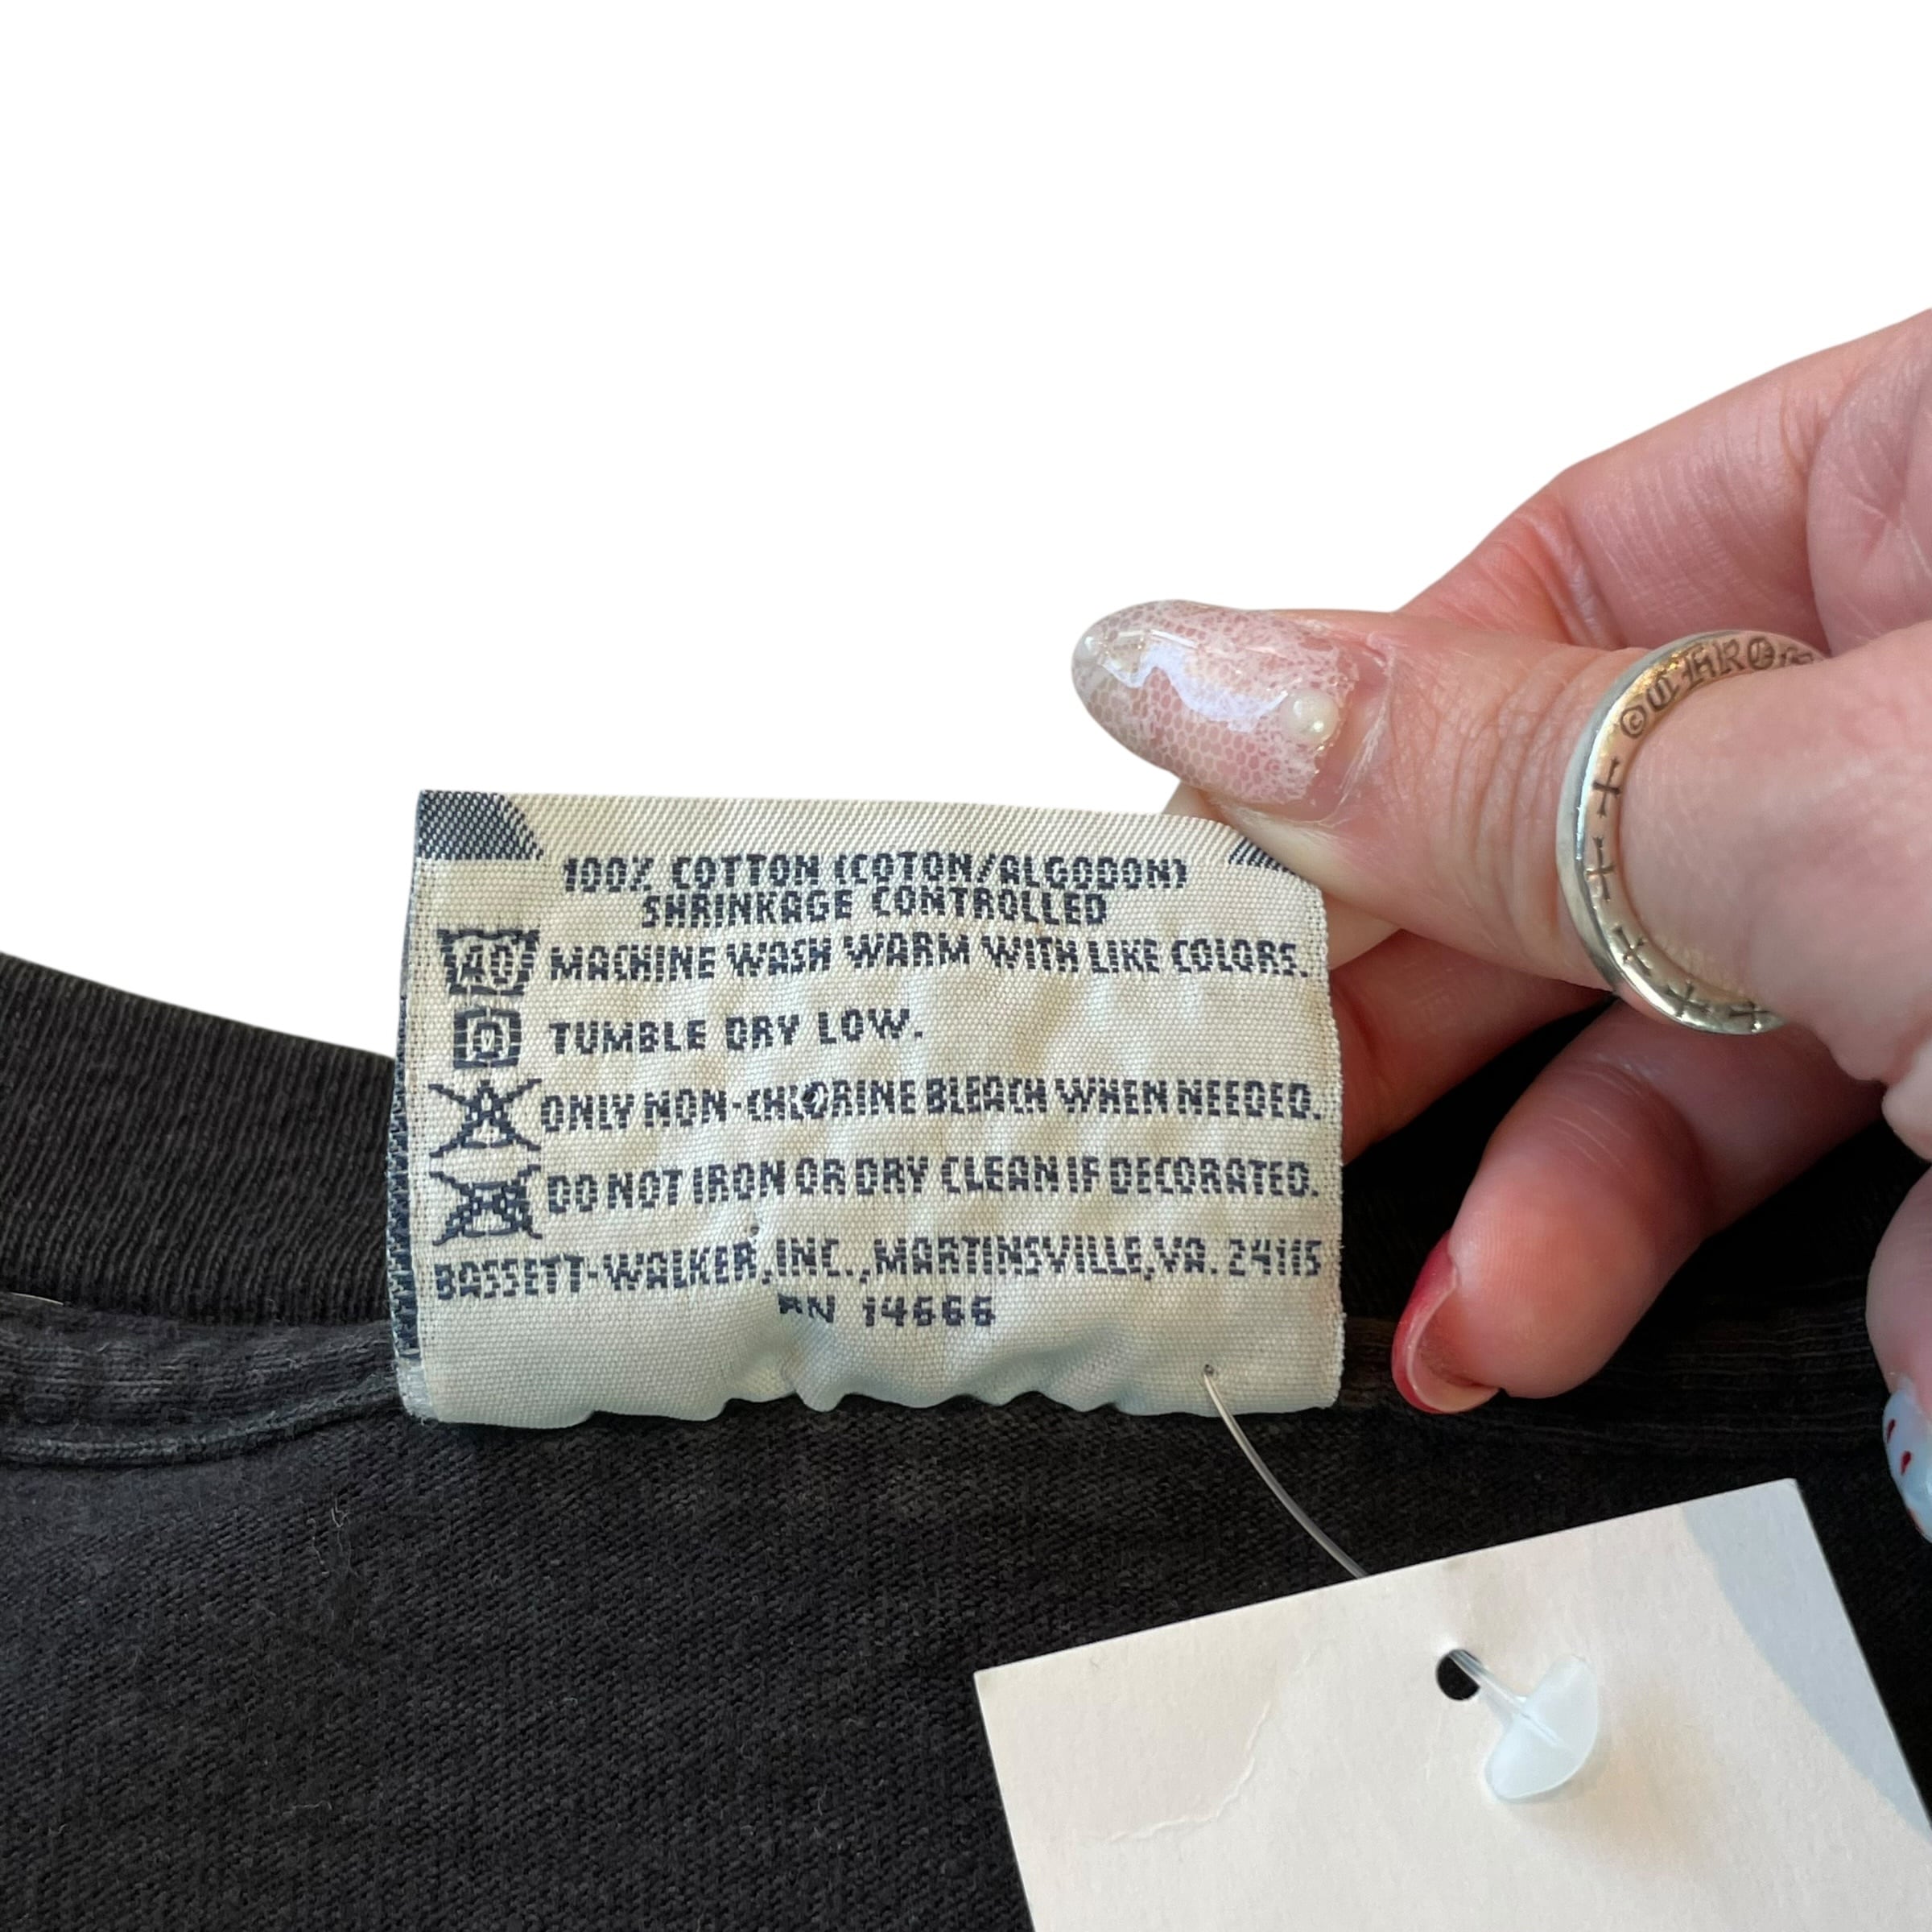 100% COTTON (COTON/ALGODON)
SHRINKAGE CONTROLLED
40 MACHINE WASH WARM WITH LIKE COLORS.
TUMBLE DRY LOW.
ONLY NON-CHLORINE BLEACH WHEN NEEDED.
DO NOT IRON OR DRY CLEAN IF DECORATED.
BASSETT-WALKER, INC., MARTINSVILLE, VA. 24115
RN 14666
©CHROM